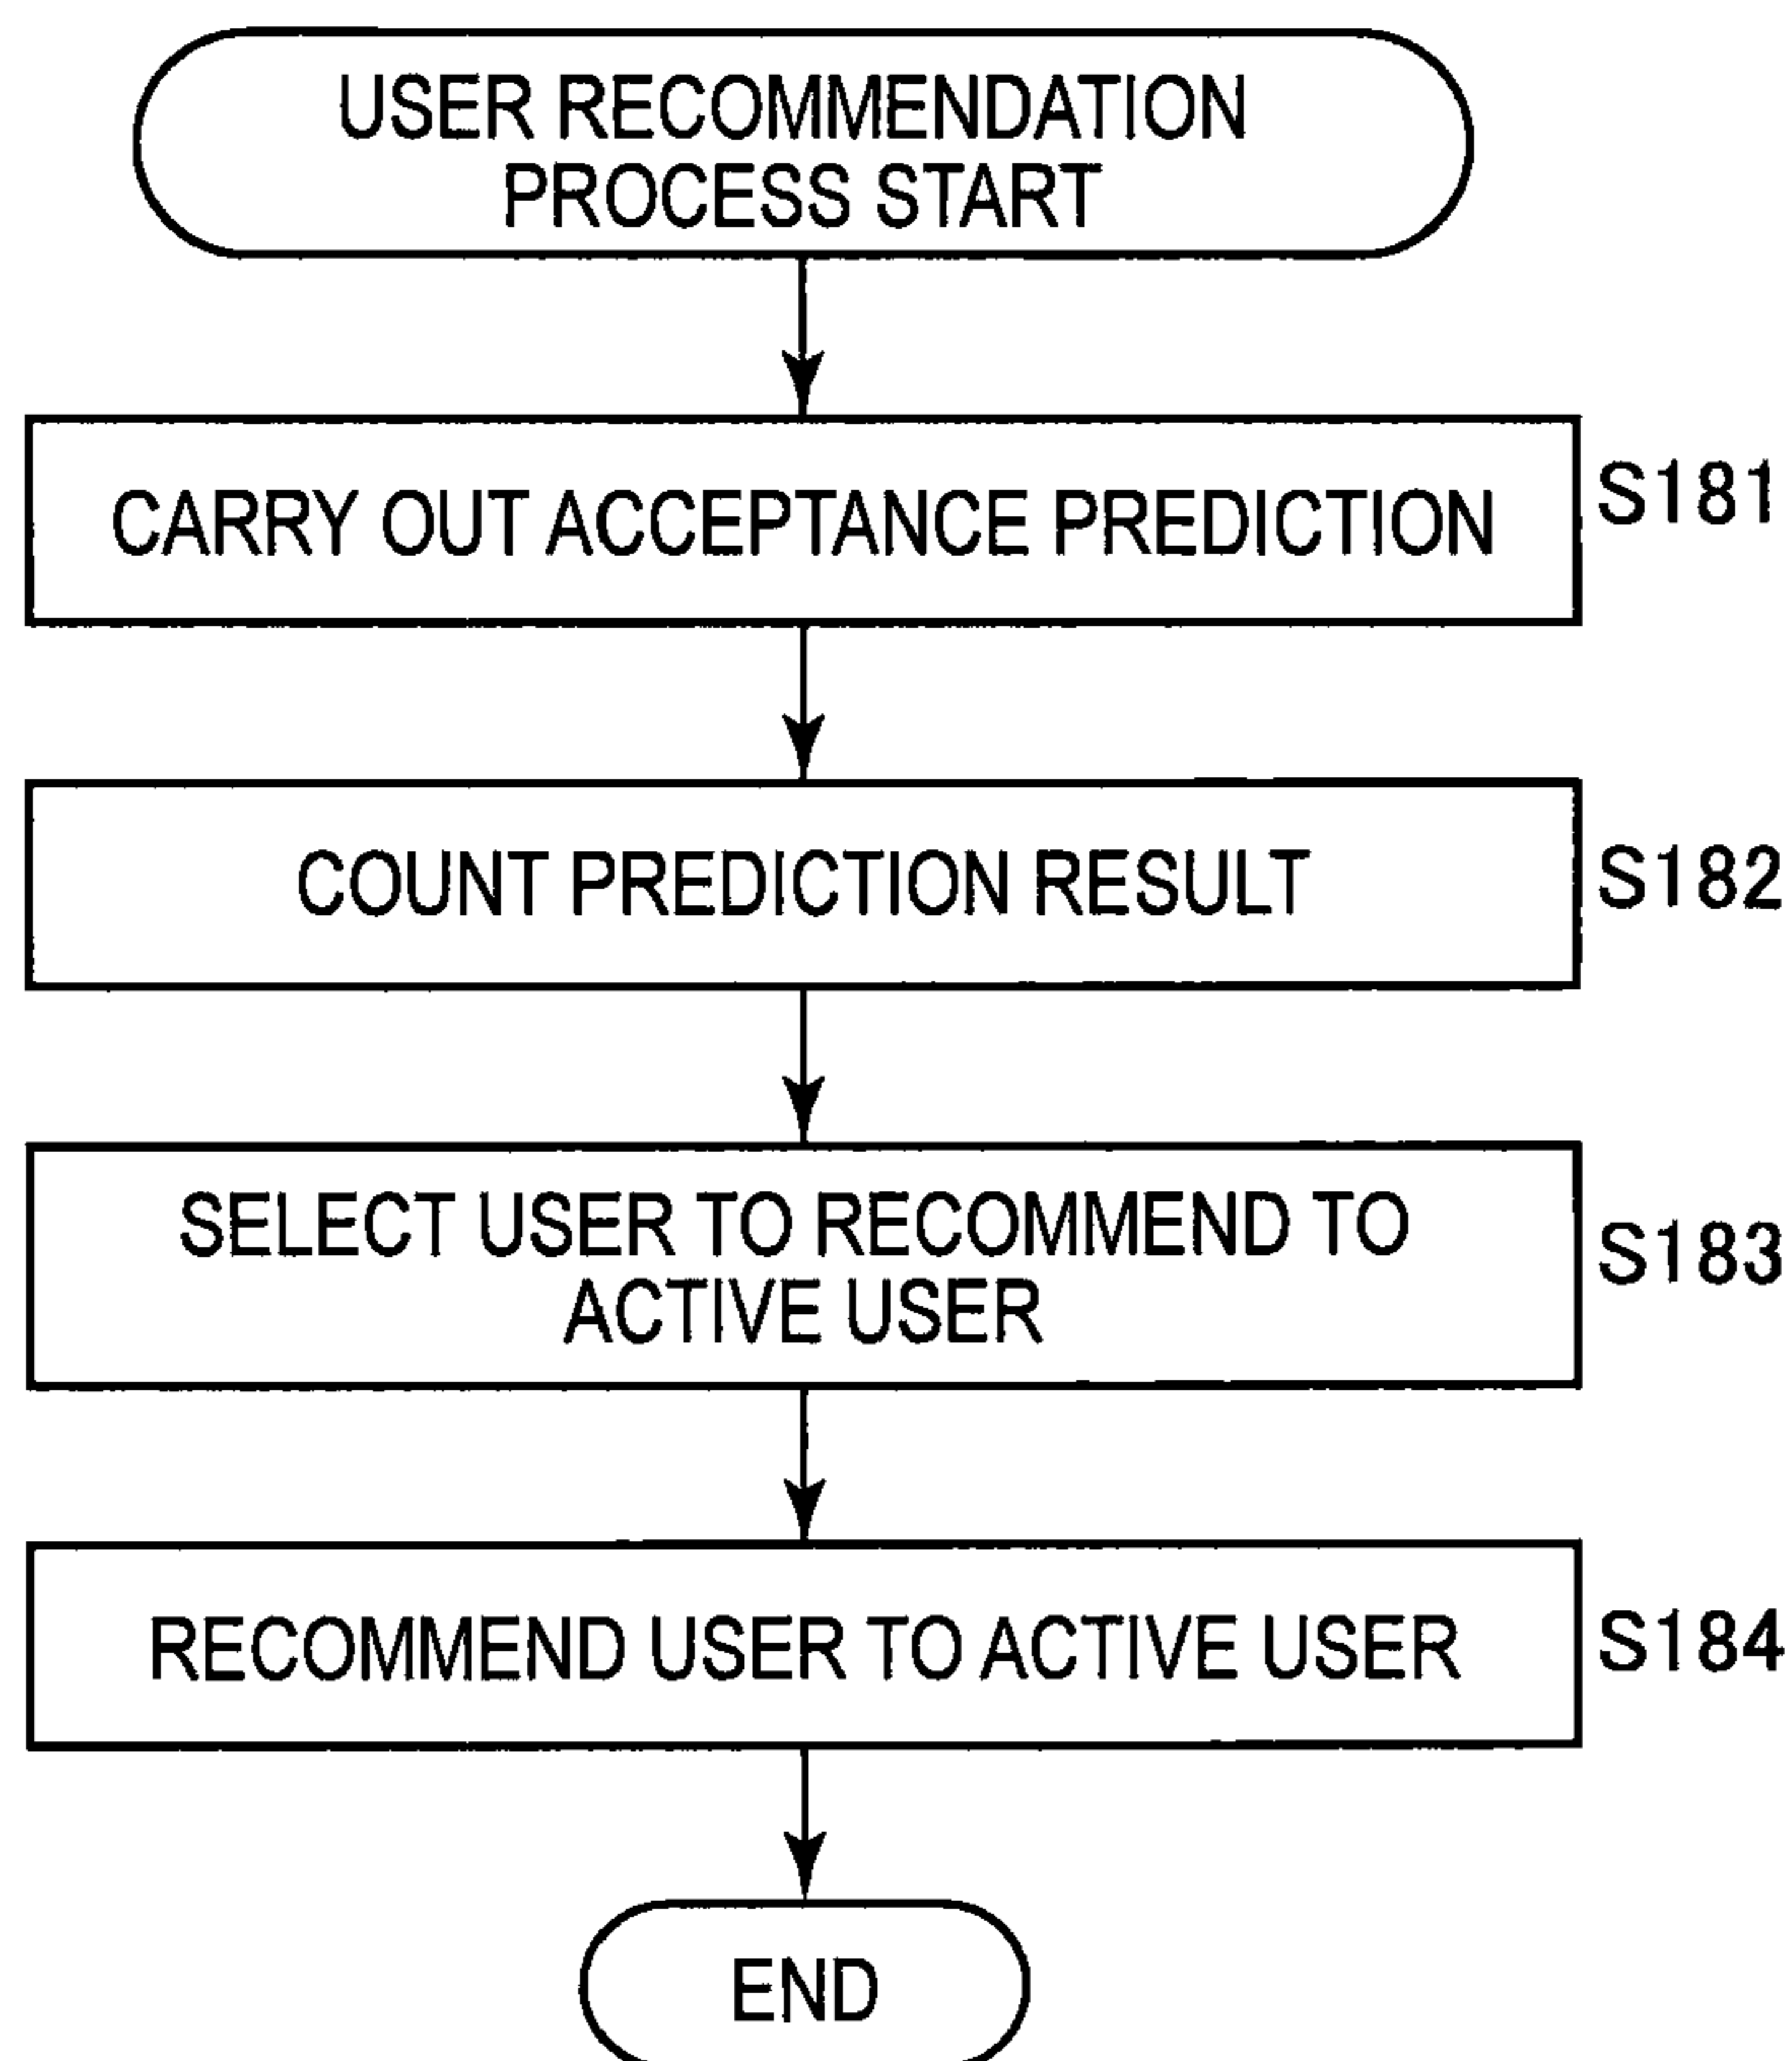 USER RECOMMENDATION
PROCESS START
CARRY OUT ACCEPTANCE PREDICTION
S181
COUNT PREDICTION RESULT
S182
SELECT USER TO RECOMMEND TO
ACTIVE USER
S183
RECOMMEND USER TO ACTIVE USER
S184
END